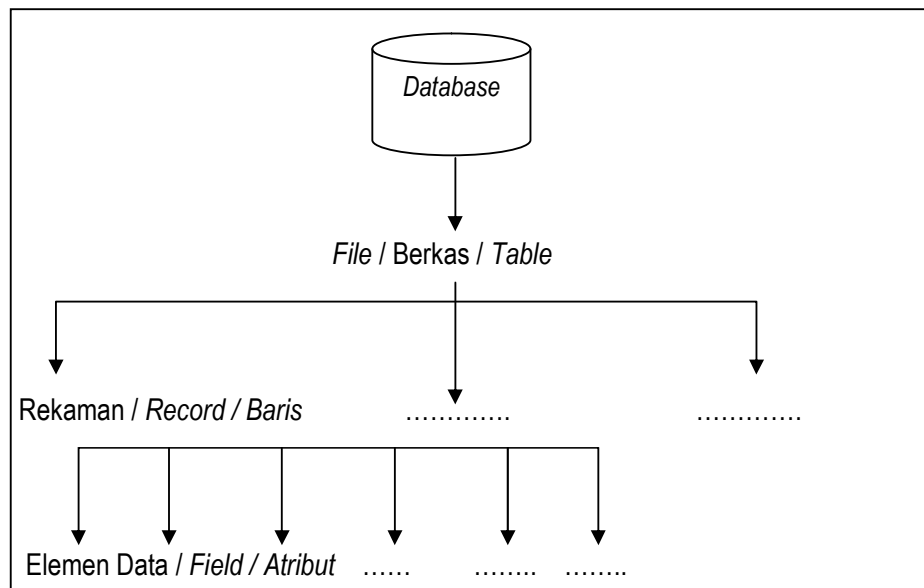 Database
File / Berkas / Table
Rekaman / Record / Baris …………. ………….
Elemen Data / Field / Atribut …… …….. ……..